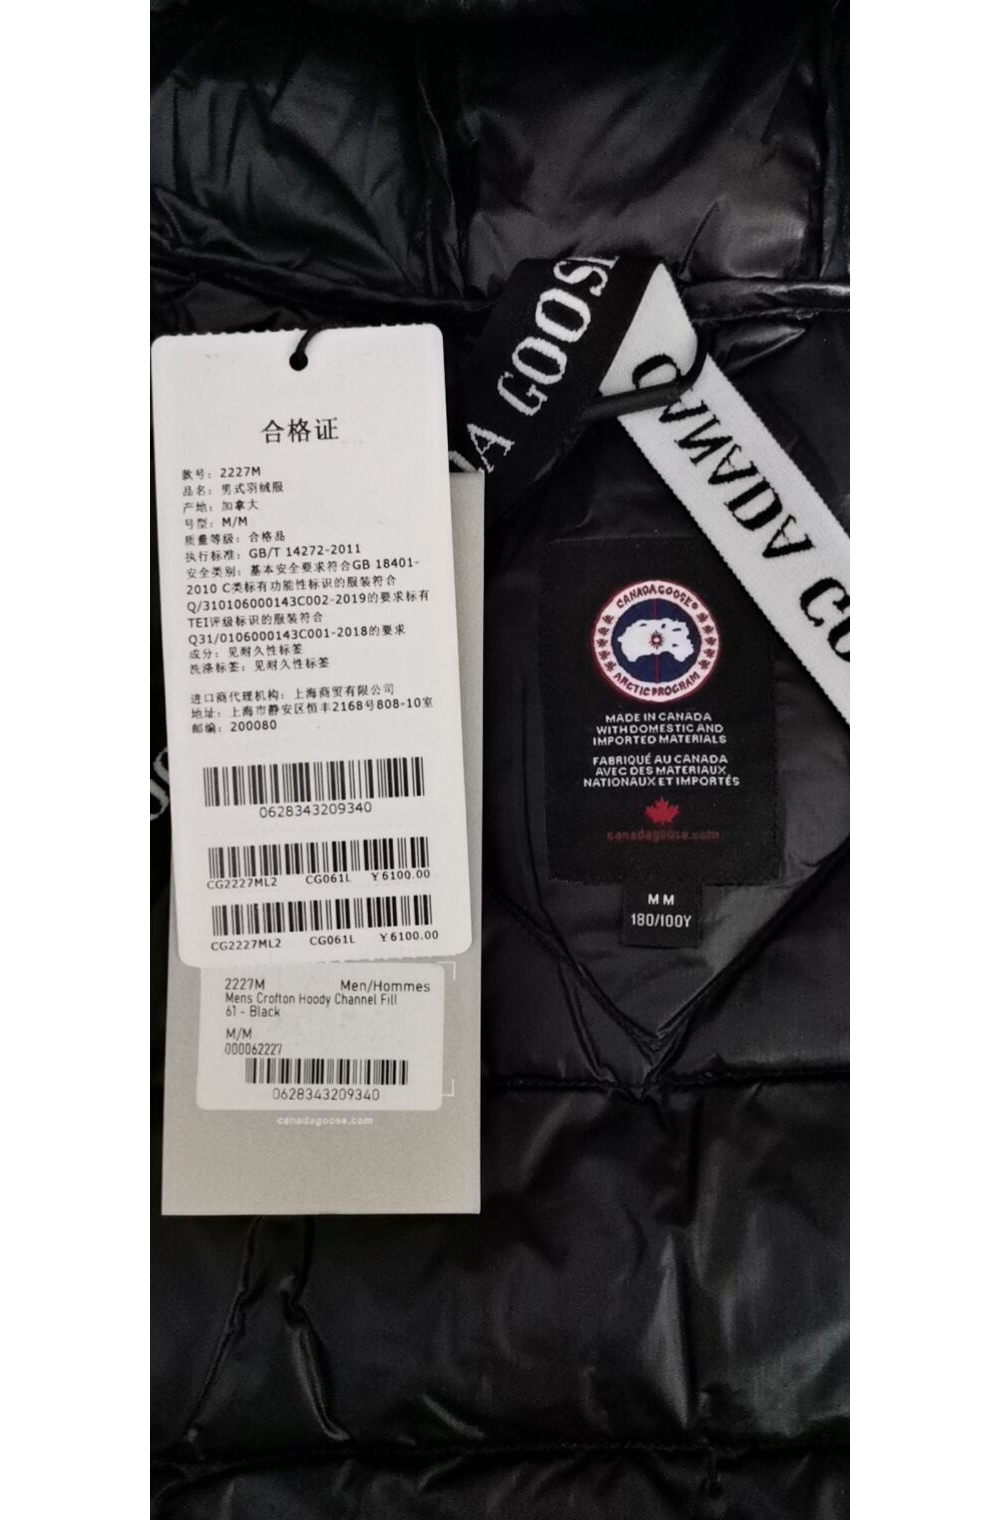 A GOOSE
CANADA GO
合格证
款号：2227M
品名：男式羽绒服
产地：加拿大
号型：M/M
质量等级：合格品
执行标准：GB/T 14272-2011
安全类别：基本安全要求符合GB 18401-
2010 C类标有功能性标识的服装符合
Q/310106000143C002-2019的要求标有
TEI评级标识的服装符合
Q31/0106000143C001-2018的要求
成分：见耐久性标签
洗涤标签：见耐久性标签
进口商代理机构：上海商贸有限公司
地址：上海市静安区恒丰2168号808-10室
邮编：200080
0628343209340
CG2227ML2 CG061L ￥6100.00
CG2227ML2 CG061L ￥6100.00
2227M Men/Hommes
Mens Crofton Hoody Channel Fill
61 - Black
M/M
000062227
0628343209340
canadagoose.com
CANADA GOOSE®
ARCTIC PROGRAM
MADE IN CANADA
WITH DOMESTIC AND
IMPORTED MATERIALS
FABRIQUÉ AU CANADA
AVEC DES MATERIAUX
NATIONAUX ET IMPORTÉS
canadagoose.com
M M
180/100Y